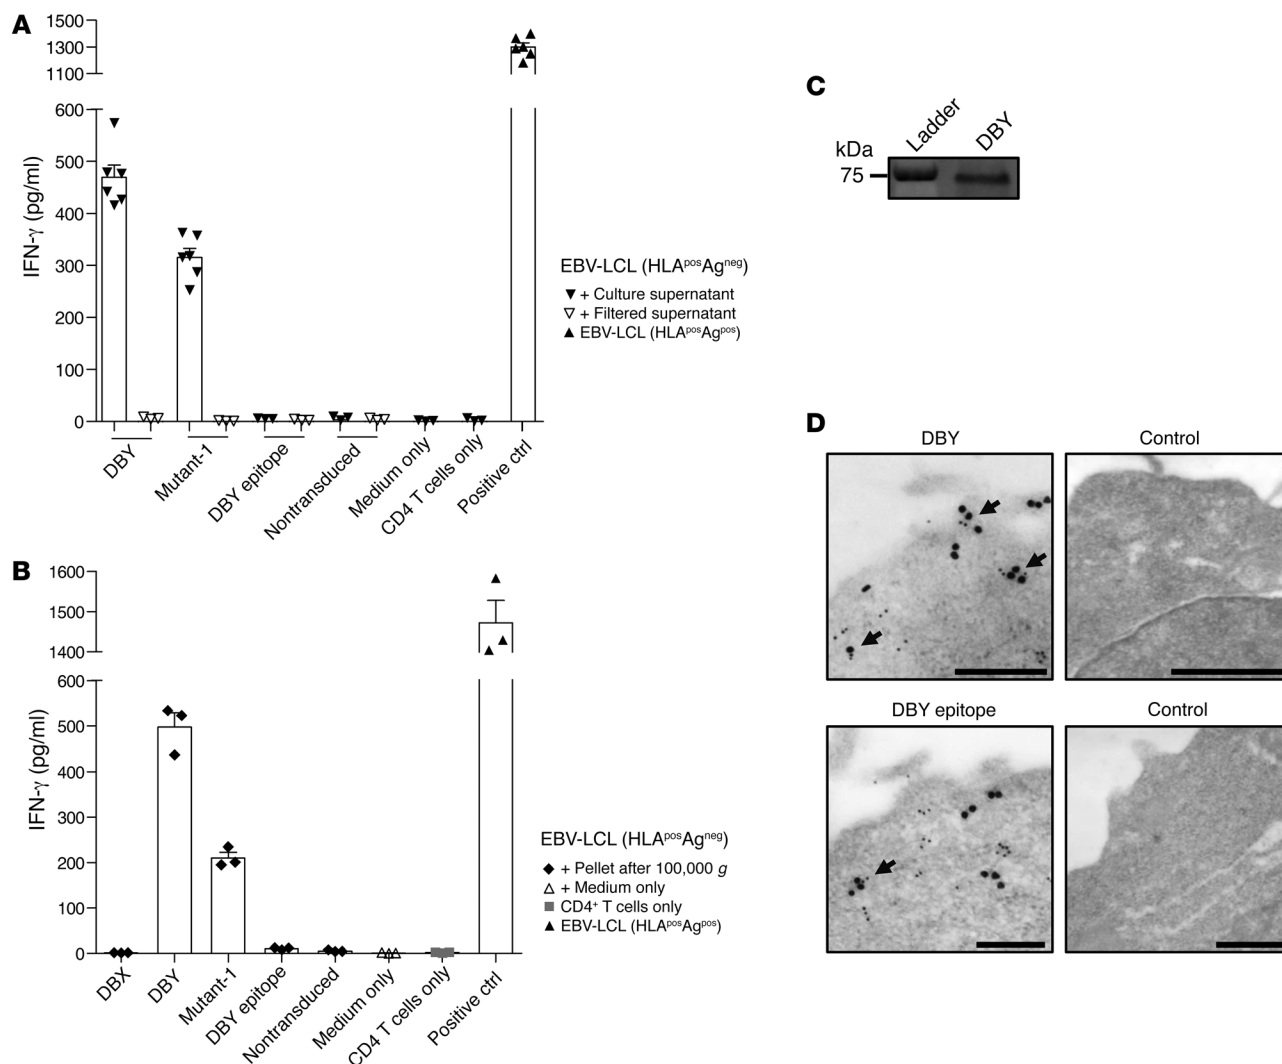 A
1500
1300
1100
600
500
400
300
200
100
0
IFN-γ (pg/ml)
DBY
Mutant-1
DBY epitope
Nontransduced
Medium only
CD4 T cells only
Positive ctrl
EBV-LCL (HLAposAgneg)
+ Culture supernatant
+ Filtered supernatant
EBV-LCL (HLAposAgpos)
B
1600
1500
1400
600
500
400
300
200
100
0
IFN-γ (pg/ml)
DBX
DBY
Mutant-1
DBY epitope
Nontransduced
Medium only
CD4 T cells only
Positive ctrl
EBV-LCL (HLAposAgneg)
+ Pellet after 100,000 g
+ Medium only
CD4+ T cells only
EBV-LCL (HLAposAgpos)
C
kDa
Ladder
DBY
75
D
DBY
Control
DBY epitope
Control